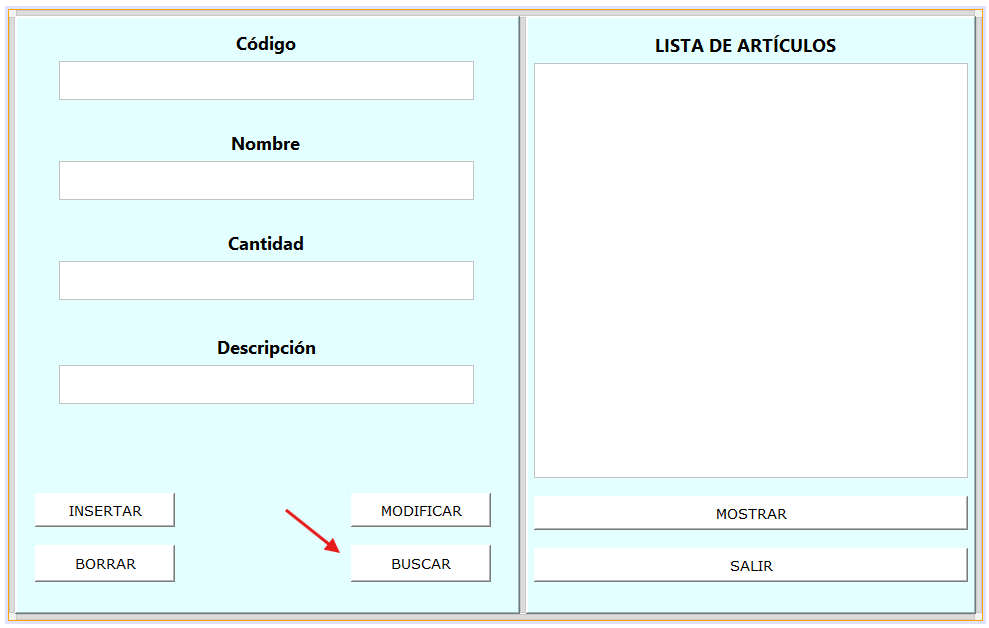 Código
Nombre
Cantidad
Descripción
INSERTAR
MODIFICAR
BORRAR
BUSCAR
LISTA DE ARTÍCULOS
MOSTRAR
SALIR